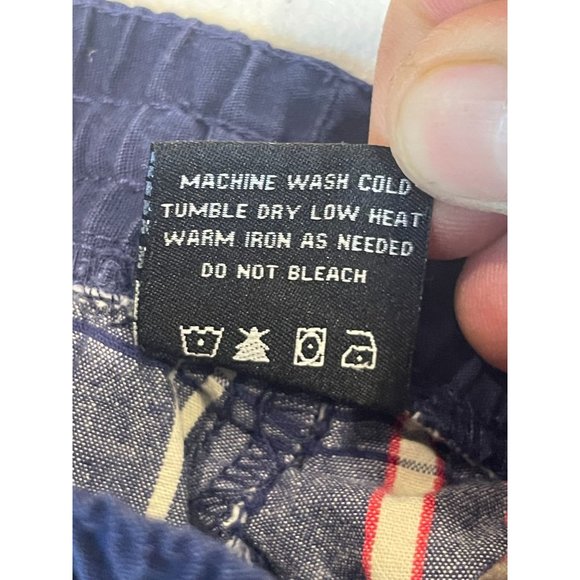 MACHINE WASH COLD
TUMBLE DRY LOW HEAT
WARM IRON AS NEEDED
DO NOT BLEACH